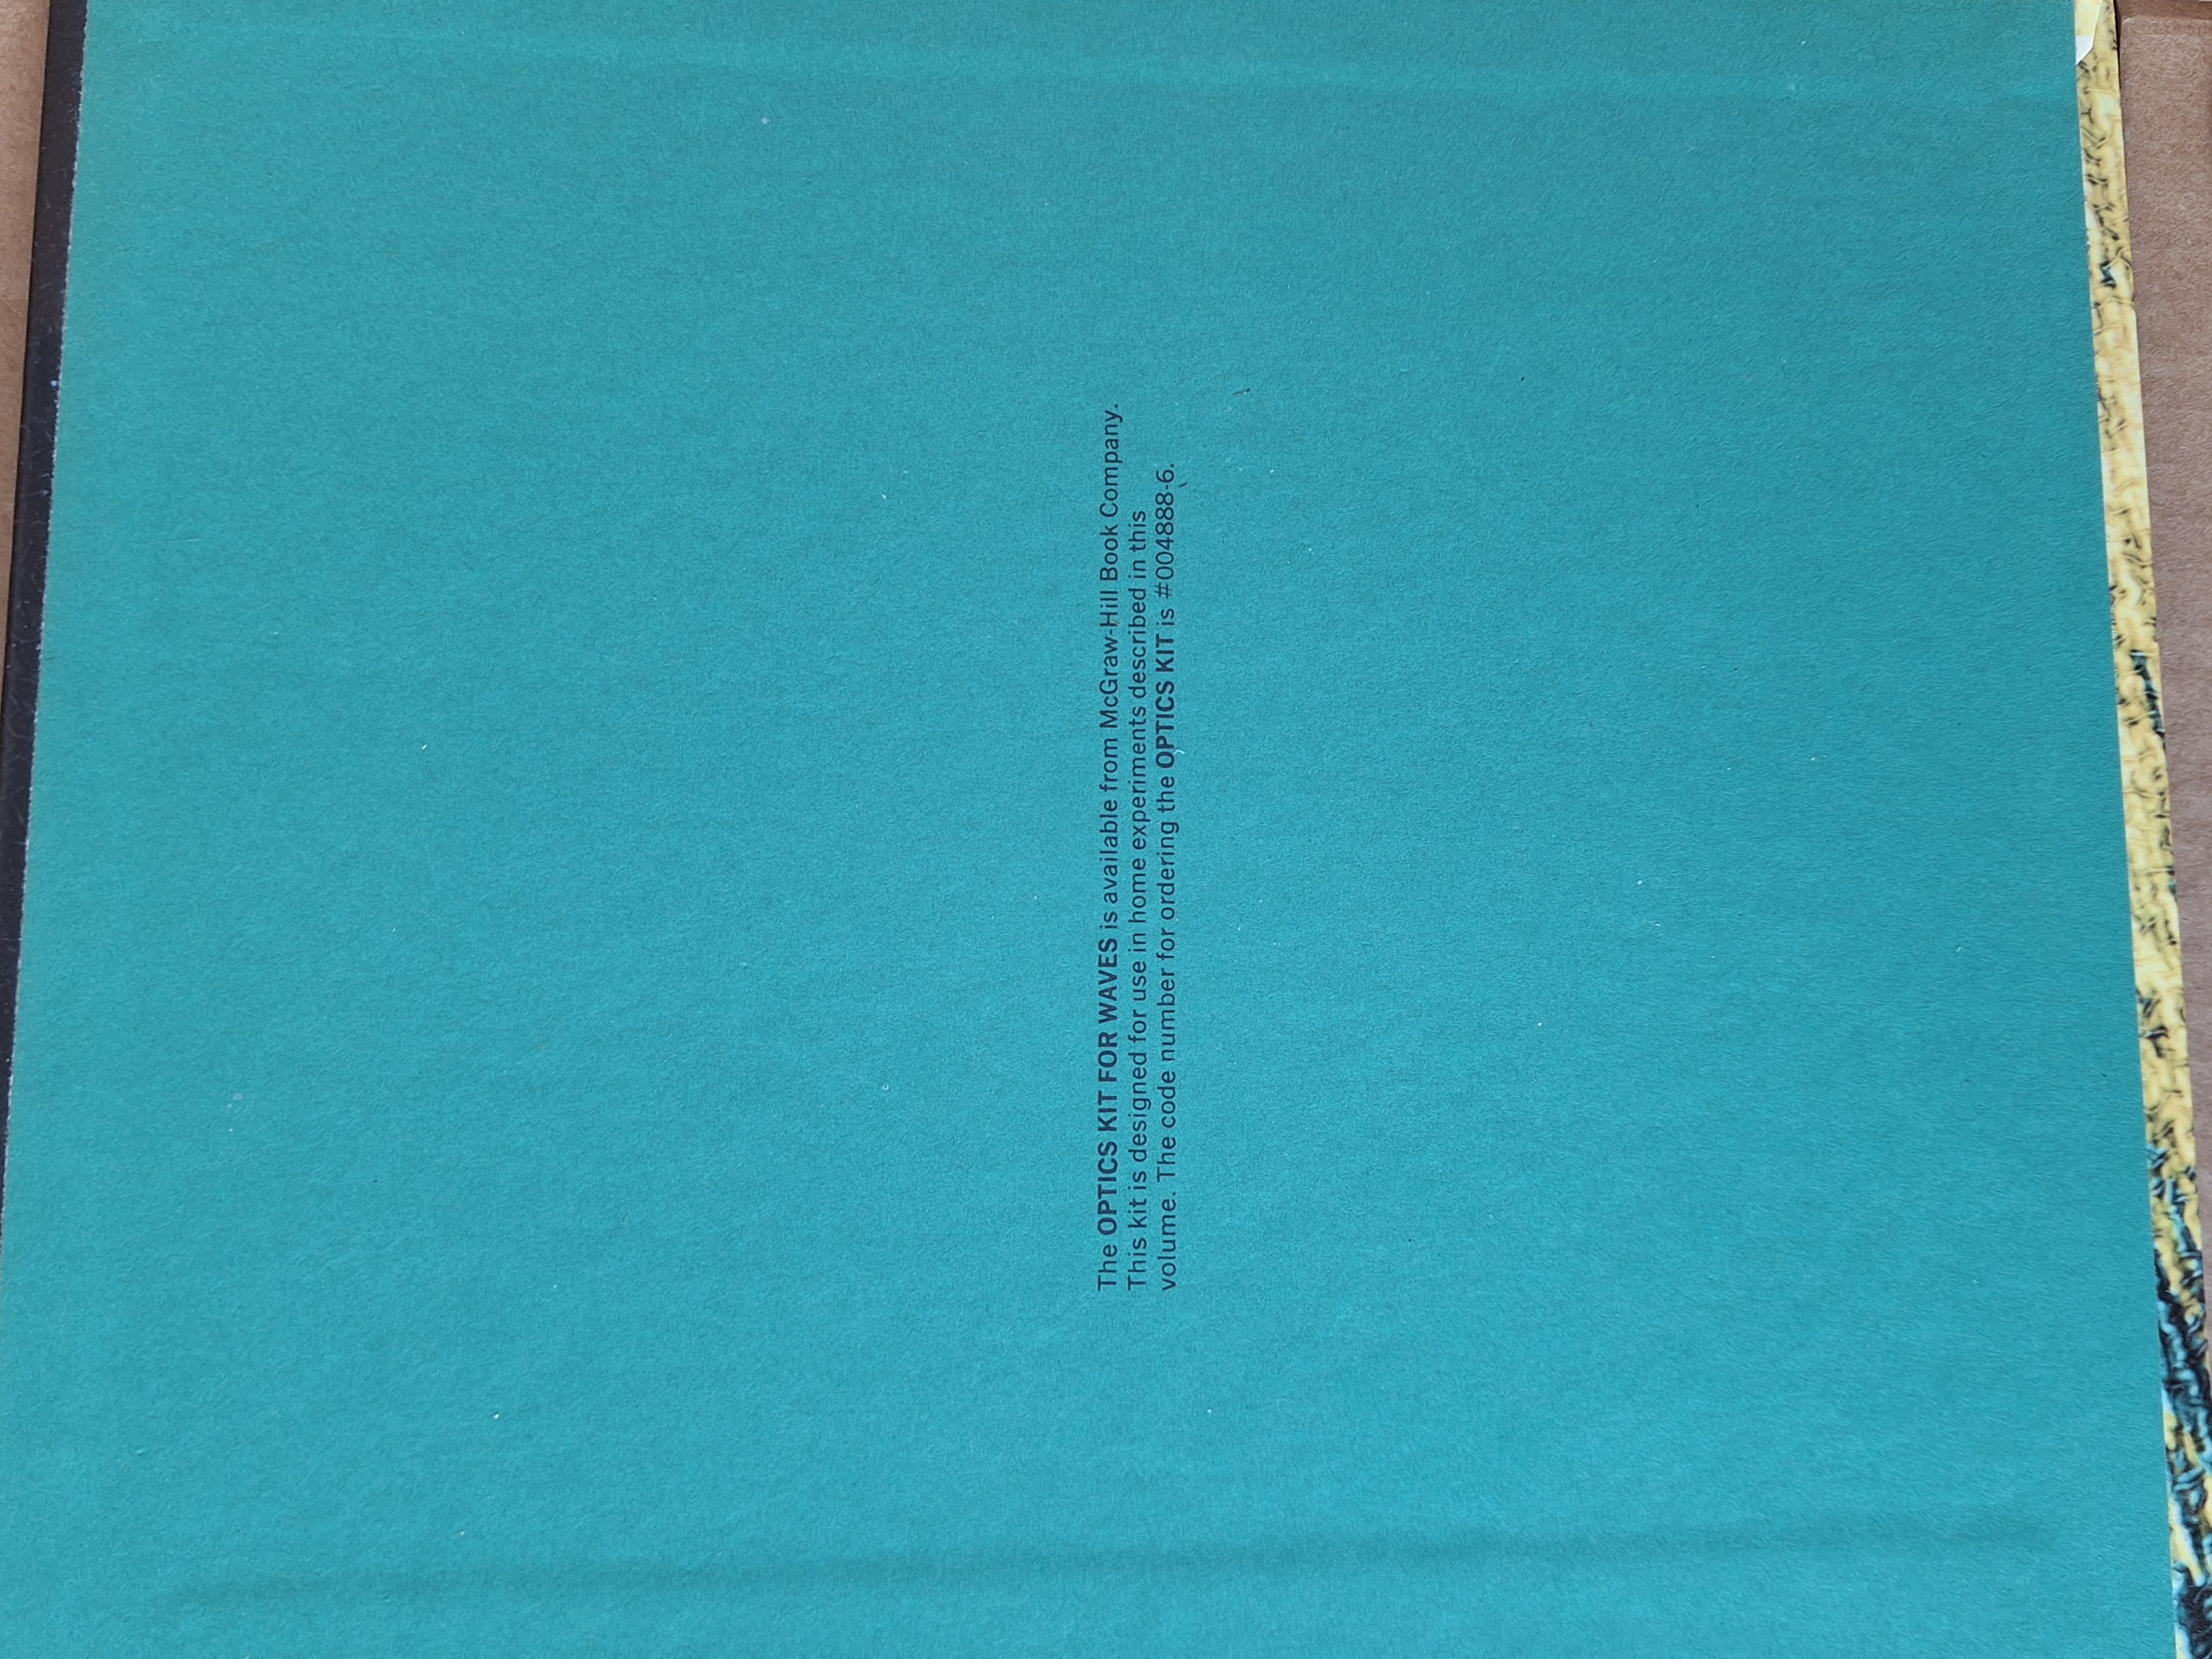 The OPTICS KIT FOR WAVES is available from McGraw-Hill Book Company.
This kit is designed for use in home experiments described in this
volume. The code number for ordering the OPTICS KIT is #004888-6.